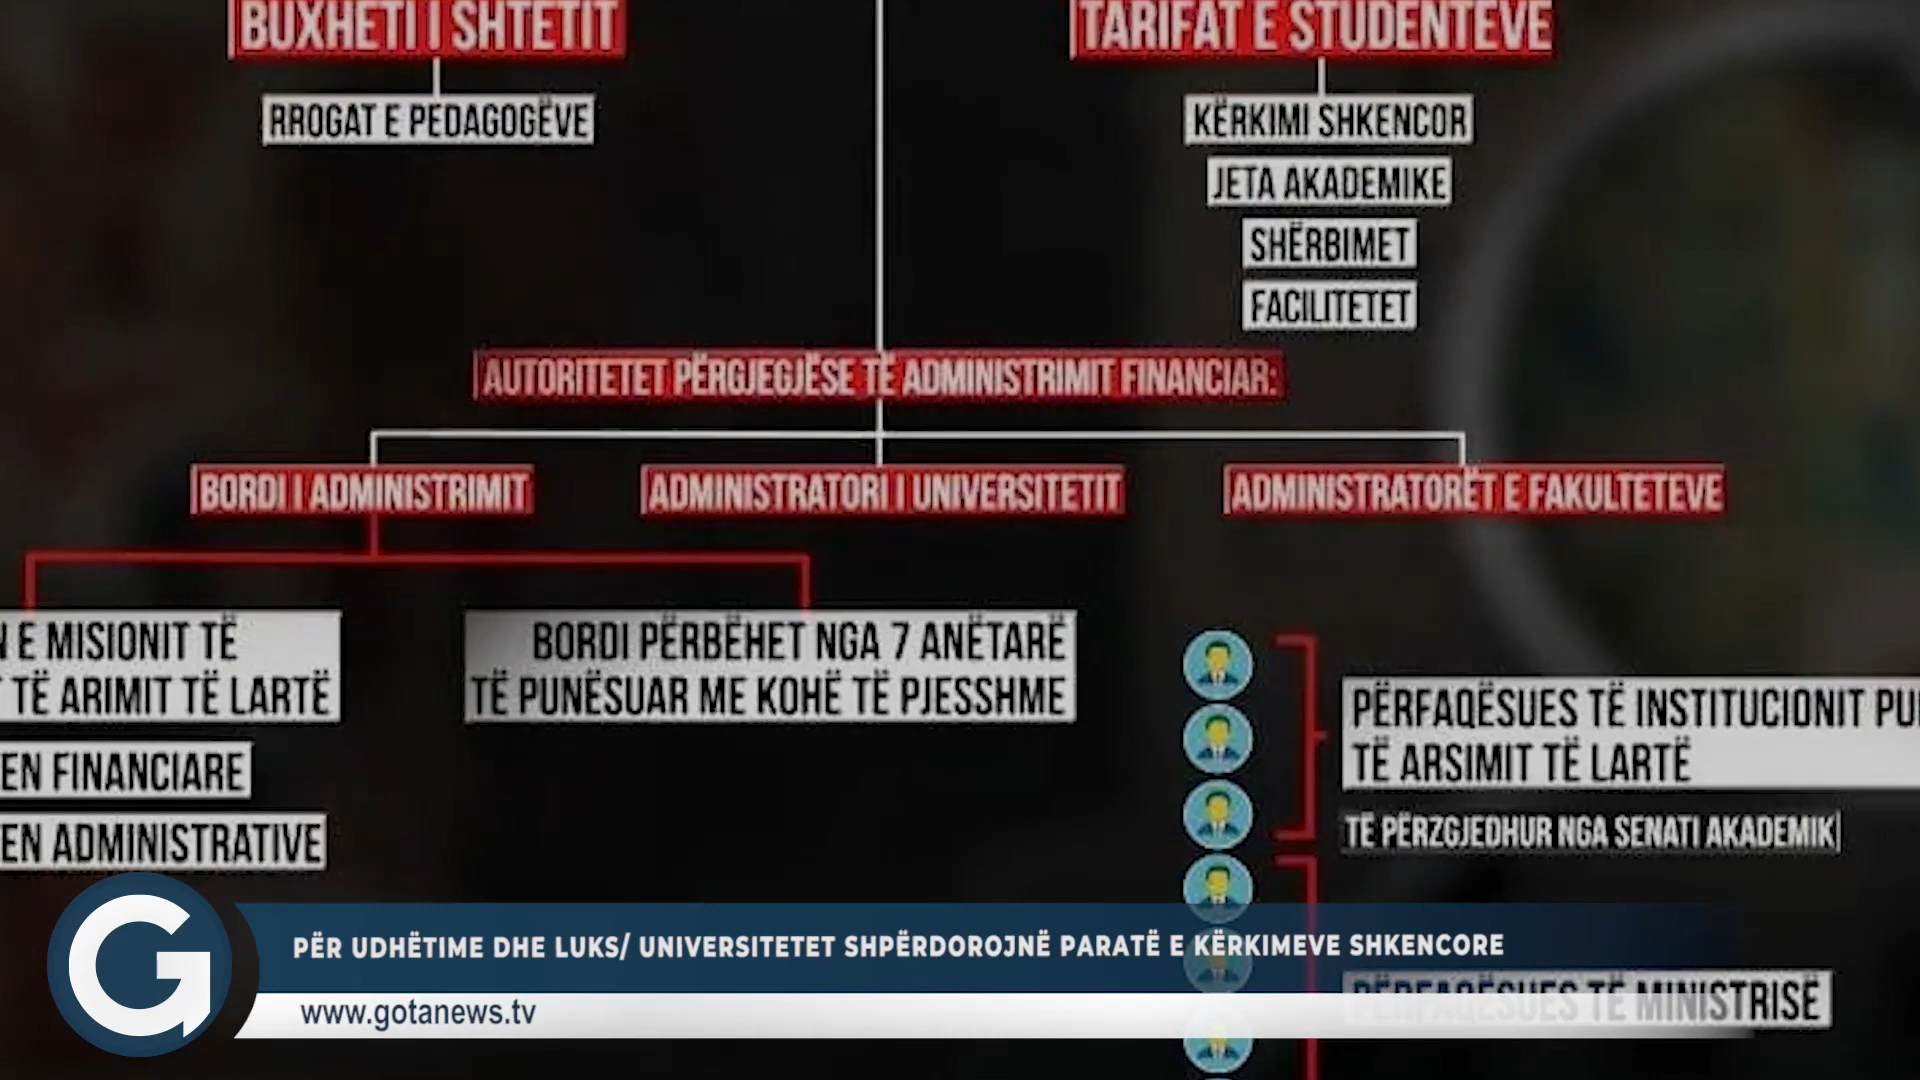 BUXHETI I SHTETIT
TARIFAT E STUDENTEVE
RROGAT E PEDAGOGËVE
KËRKIMI SHKENCOR
JETA AKADEMIKE
SHËRBIMET
FACILITETET
AUTORITETET PËRGJEGJËSE TË ADMINISTRIMIT FINANCIAR:
BORDI I ADMINISTRIMIT
ADMINISTRATORI I UNIVERSITETIT
ADMINISTRATORËT E FAKULTETEVE
E MISIONIT TË
TË ARIMIT TË LARTË
BORDI PËRBËHET NGA 7 ANËTARË
TË PUNËSUAR ME KOHË TË PJESSHME
FINANCIARE
ADMINISTRATIVE
PËRFAQËSUES TË INSTITUCIONIT
TË ARSIMIT TË LARTË
TË PËRZGJEDHUR NGA SENATI AKADEMIK
PËRFAQËSUES TË MINISTRISË
G
PËR UDHËTIME DHE LUKS/ UNIVERSITETET SHPËRDOROJNË PARATË E KËRKIMEVE SHKENCORE
www.gotanews.tv